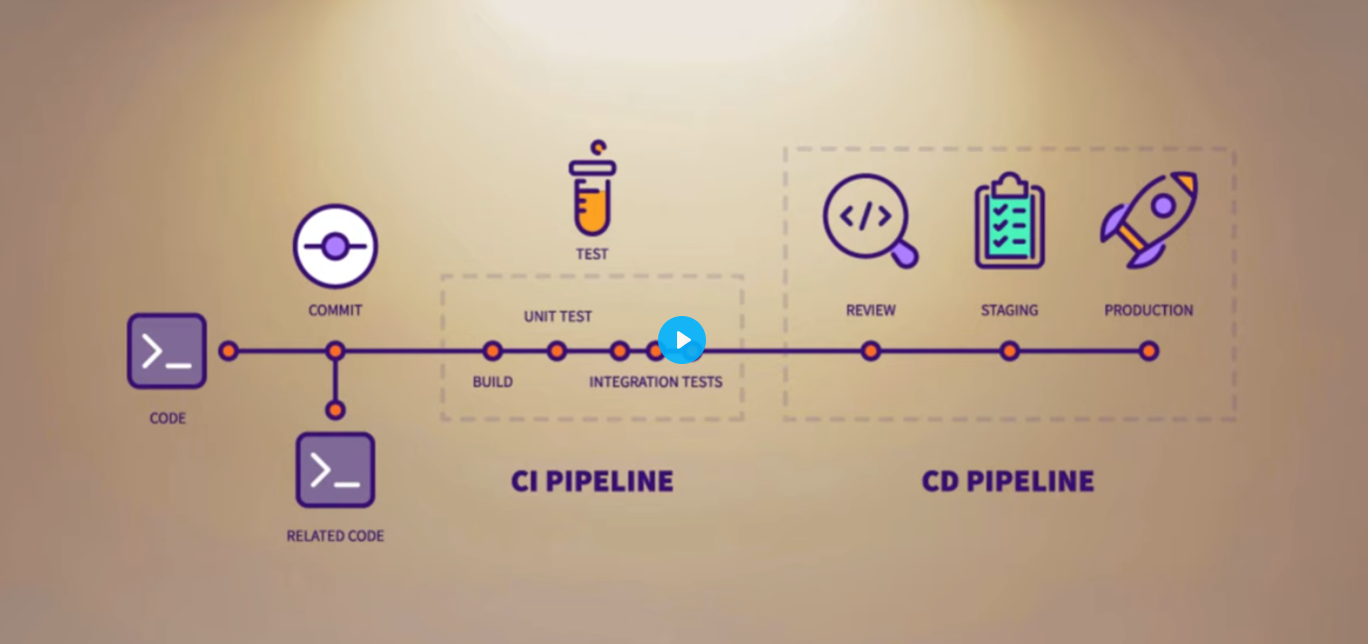 TEST
COMMIT
REVIEW
STAGING
PRODUCTION
UNIT TEST
BUILD
INTEGRATION TESTS
CODE
CI PIPELINE
CD PIPELINE
RELATED CODE